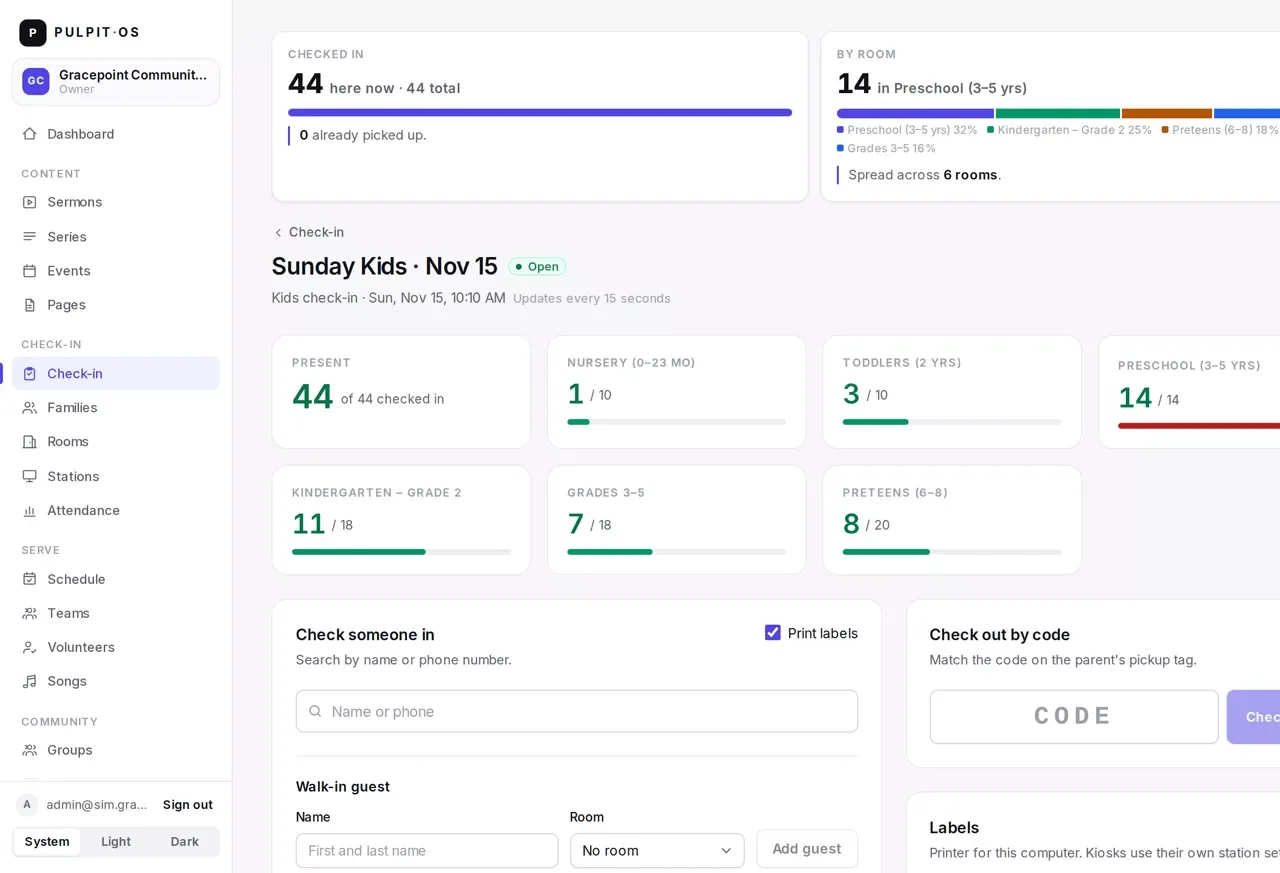 P PULPIT·OS
GC Gracepoint Communit...
Owner
Dashboard
CONTENT
Sermons
Series
Events
Pages
CHECK-IN
Check-in
Families
Rooms
Stations
Attendance
SERVE
Schedule
Teams
Volunteers
Songs
COMMUNITY
Groups
A admin@sim.gra... Sign out
System Light Dark
CHECKED IN
44 here now · 44 total
0 already picked up.
BY ROOM
14 in Preschool (3–5 yrs)
Preschool (3–5 yrs) 32% Kindergarten – Grade 2 25% Preteens (6–8) 18%
Grades 3–5 16%
Spread across 6 rooms.
Check-in
Sunday Kids · Nov 15 Open
Kids check-in · Sun, Nov 15, 10:10 AM Updates every 15 seconds
PRESENT
44 of 44 checked in
NURSERY (0–23 MO)
1 / 10
TODDLERS (2 YRS)
3 / 10
PRESCHOOL (3–5 YRS)
14 / 14
KINDERGARTEN – GRADE 2
11 / 18
GRADES 3–5
7 / 18
PRETEENS (6–8)
8 / 20
Check someone in
Print labels
Search by name or phone number.
Name or phone
Walk-in guest
Name
First and last name
Room
No room
Add guest
Check out by code
Match the code on the parent's pickup tag.
CODE
Labels
Printer for this computer. Kiosks use their own station